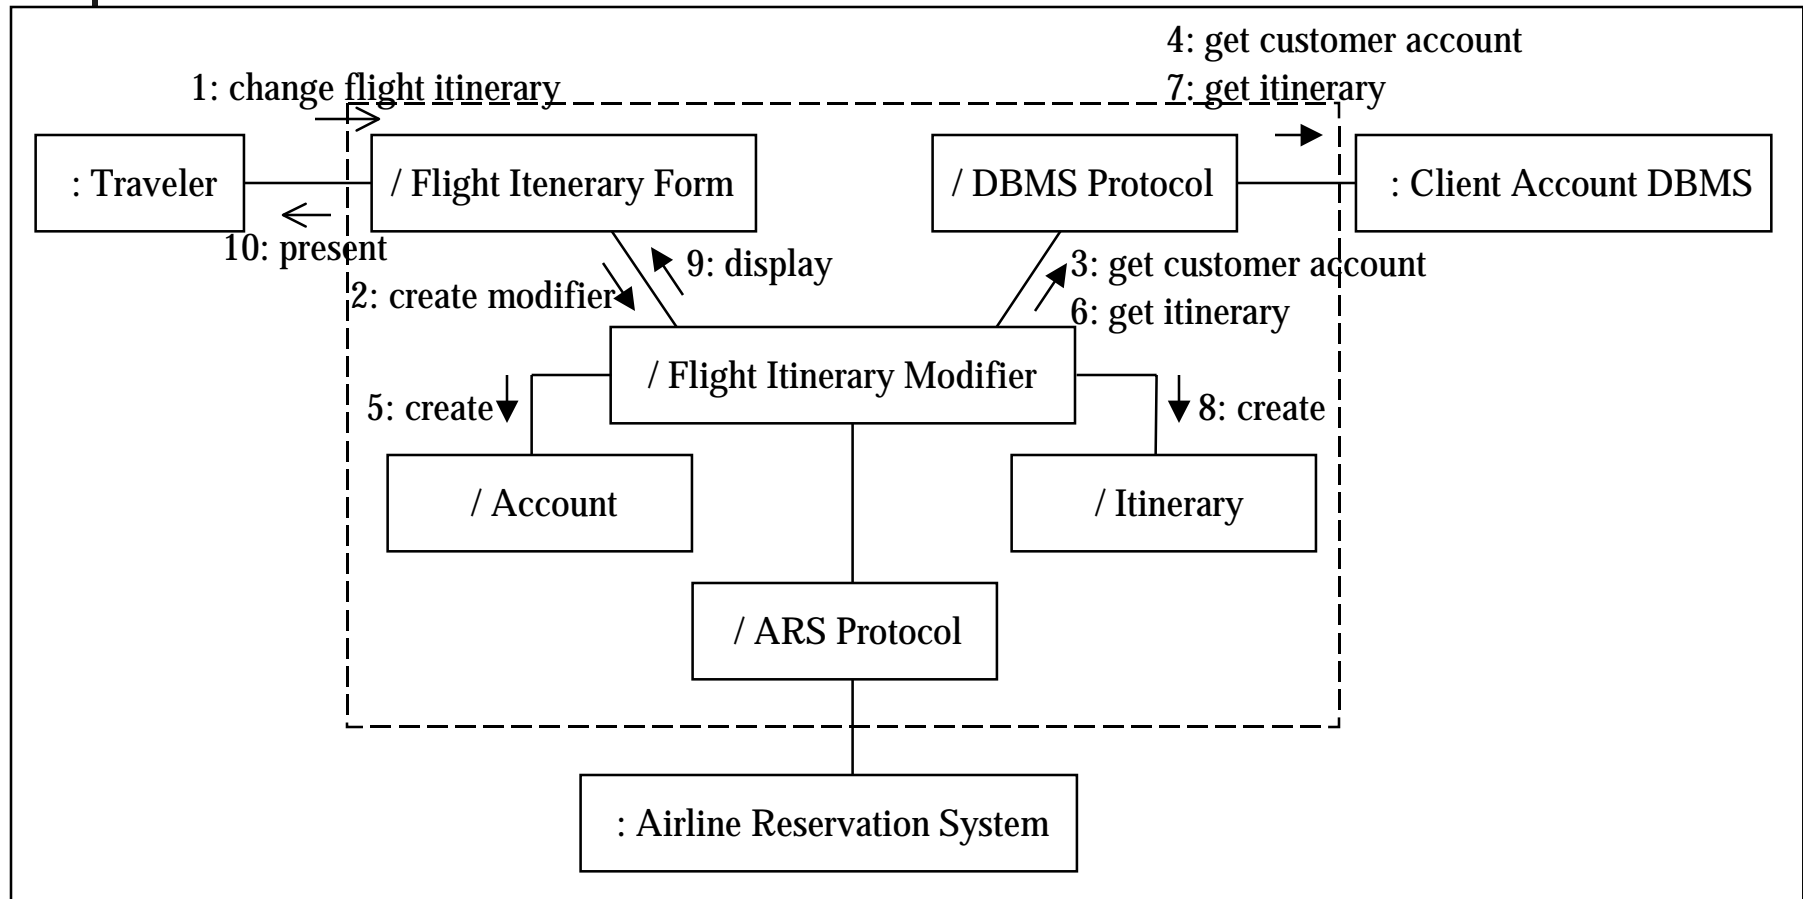 4: get customer account
1: change flight itinerary
7: get itinerary
: Traveler
/ Flight Itenerary Form
/ DBMS Protocol
: Client Account DBMS
10: present
9: display
3: get customer account
2: create modifier
6: get itinerary
/ Flight Itinerary Modifier
5: create
8: create
/ Account
/ Itinerary
/ ARS Protocol
: Airline Reservation System